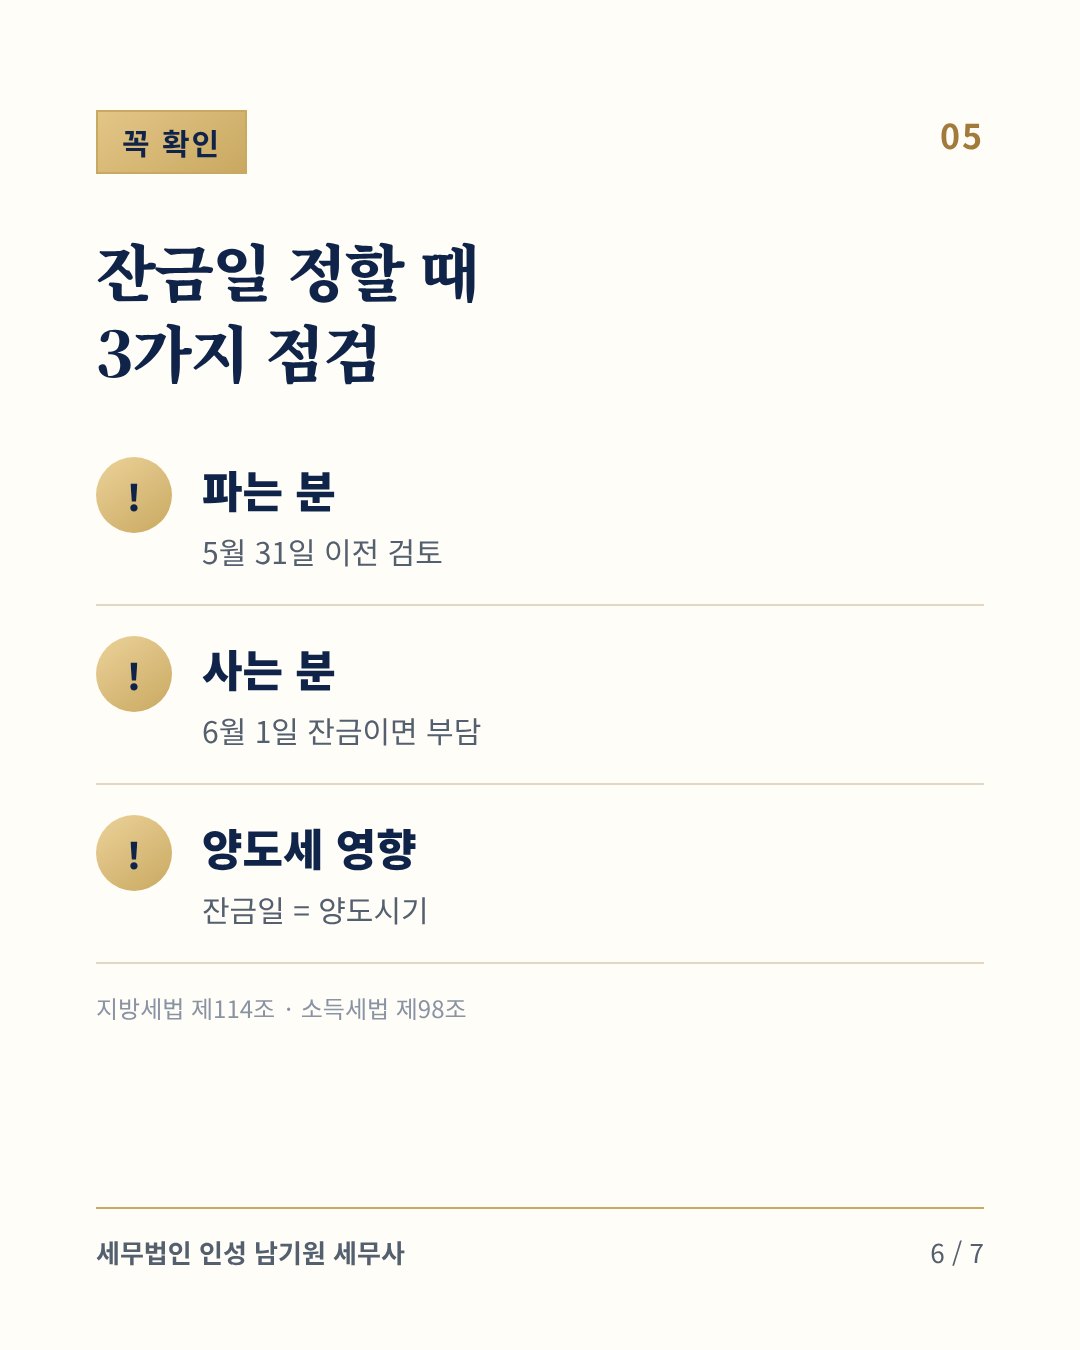 꼭 확인
05
잔금일 정할 때
3가지 점검
!
파는 분
5월 31일 이전 검토
!
사는 분
6월 1일 잔금이면 부담
!
양도세 영향
잔금일 = 양도시기
지방세법 제114조 · 소득세법 제98조
세무법인 인성 남기원 세무사
6 / 7